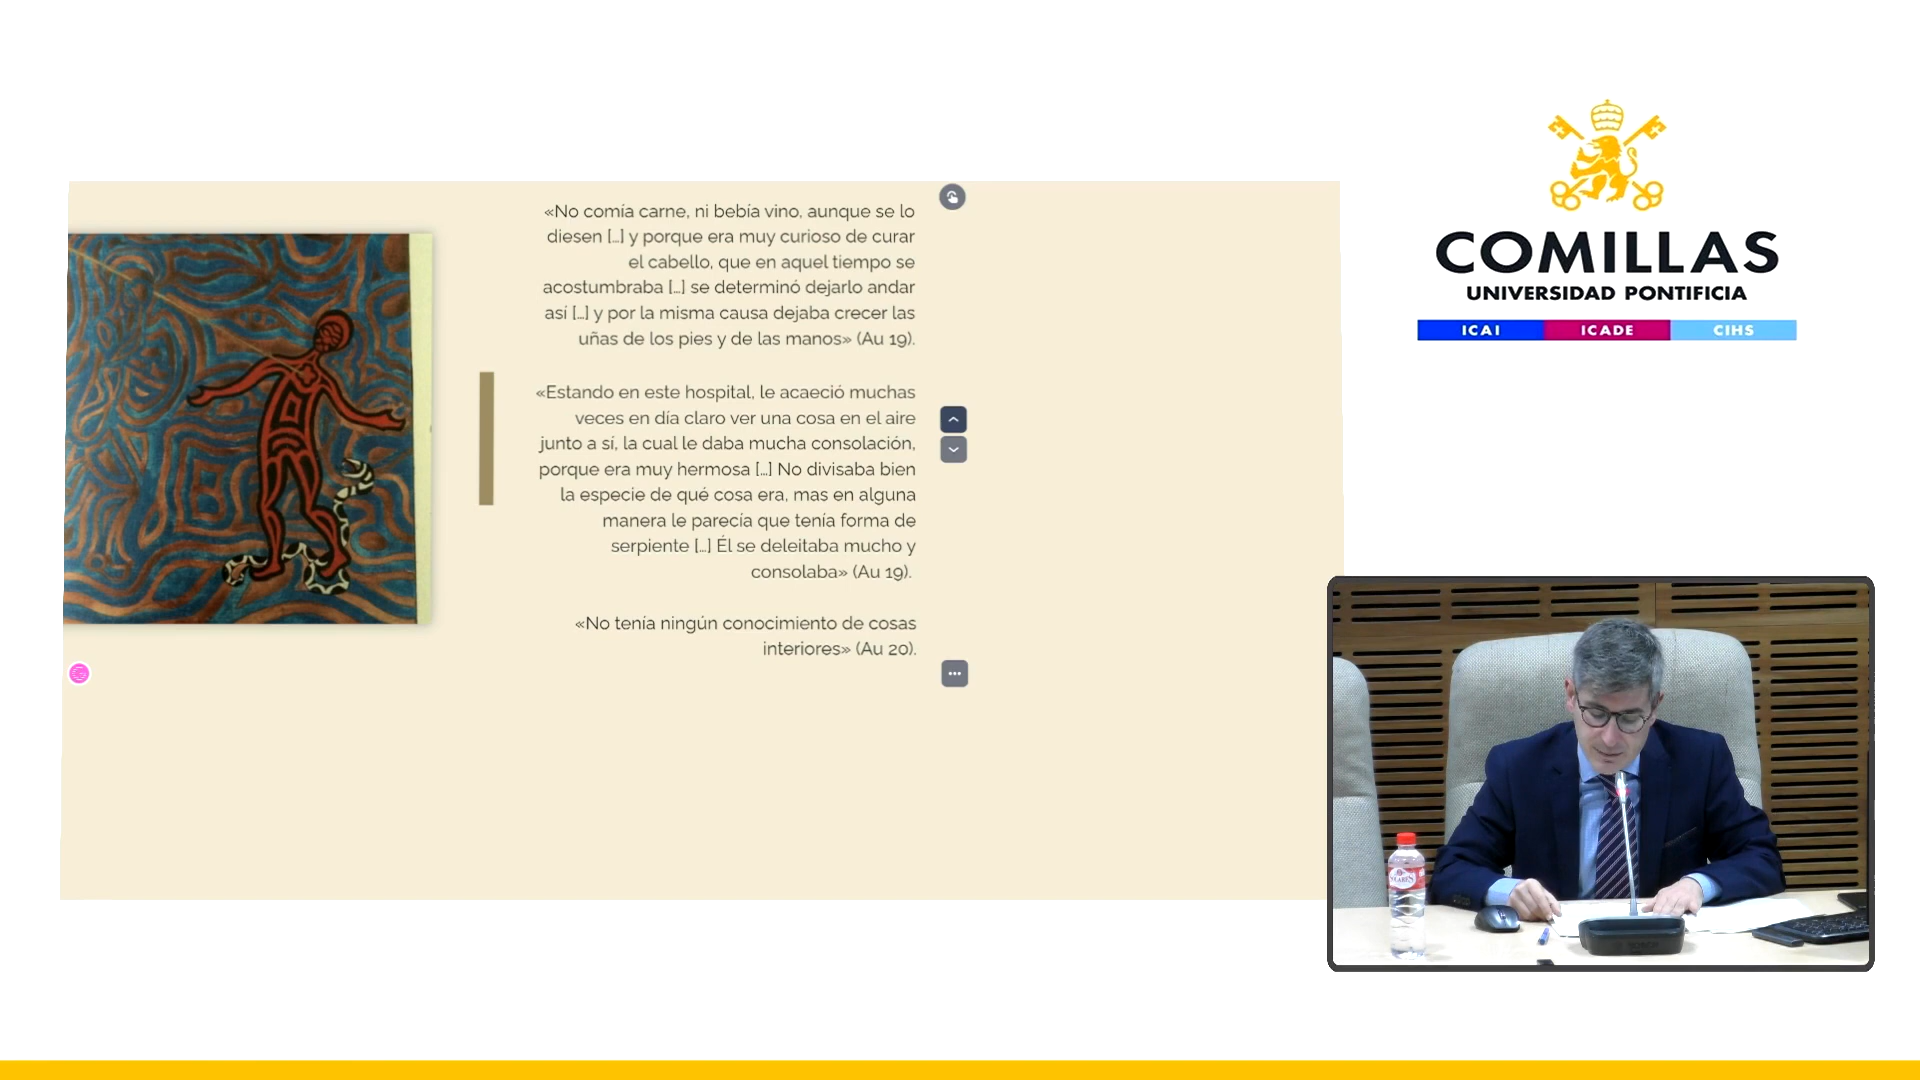 «No comía carne, ni bebía vino, aunque se lo
diesen [...] y porque era muy curioso de curar
el cabello, que en aquel tiempo se
acostumbraba [...] se determinó dejarlo andar
así [...] y por la misma causa dejaba crecer las
uñas de los pies y de las manos» (Au 19).
«Estando en este hospital, le acaeció muchas
veces en día claro ver una cosa en el aire
junto a sí, la cual le daba mucha consolación,
porque era muy hermosa [...] No divisaba bien
la especie de qué cosa era, mas en alguna
manera le parecía que tenía forma de
serpiente [...] Él se deleitaba mucho y
consolaba» (Au 19).
«No tenía ningún conocimiento de cosas
interiores» (Au 20).
COMILLAS
UNIVERSIDAD PONTIFICIA
ICAI ICADE CIHS